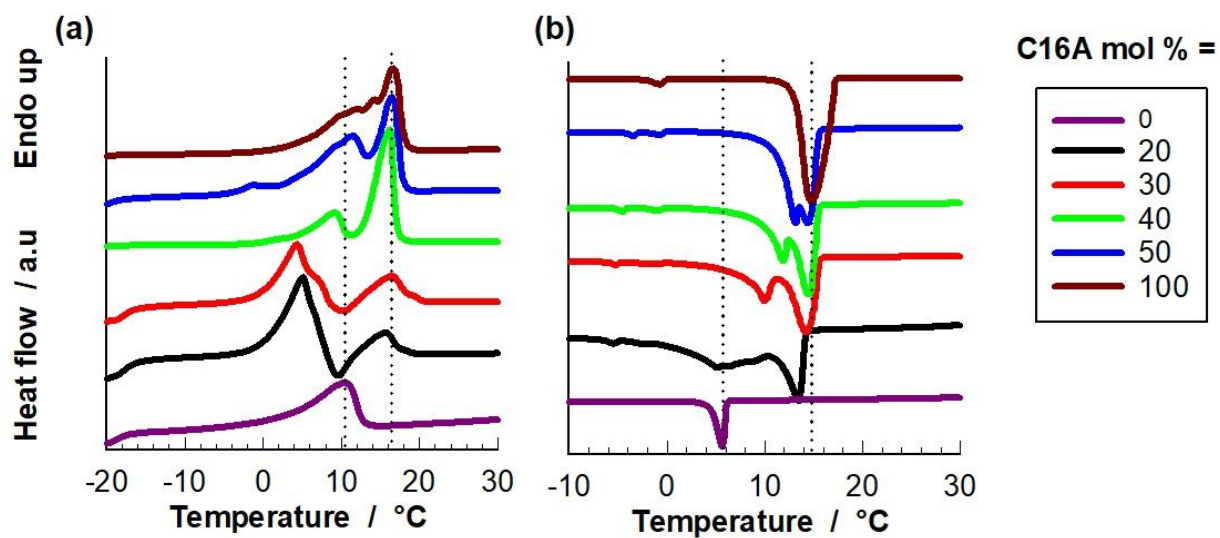 (a)
(b)
C16A mol % =
Heat flow / a.u Endo up
0
20
30
40
50
100
-20 -10 0 10 20 30
-10 0 10 20 30
Temperature / °C
Temperature / °C